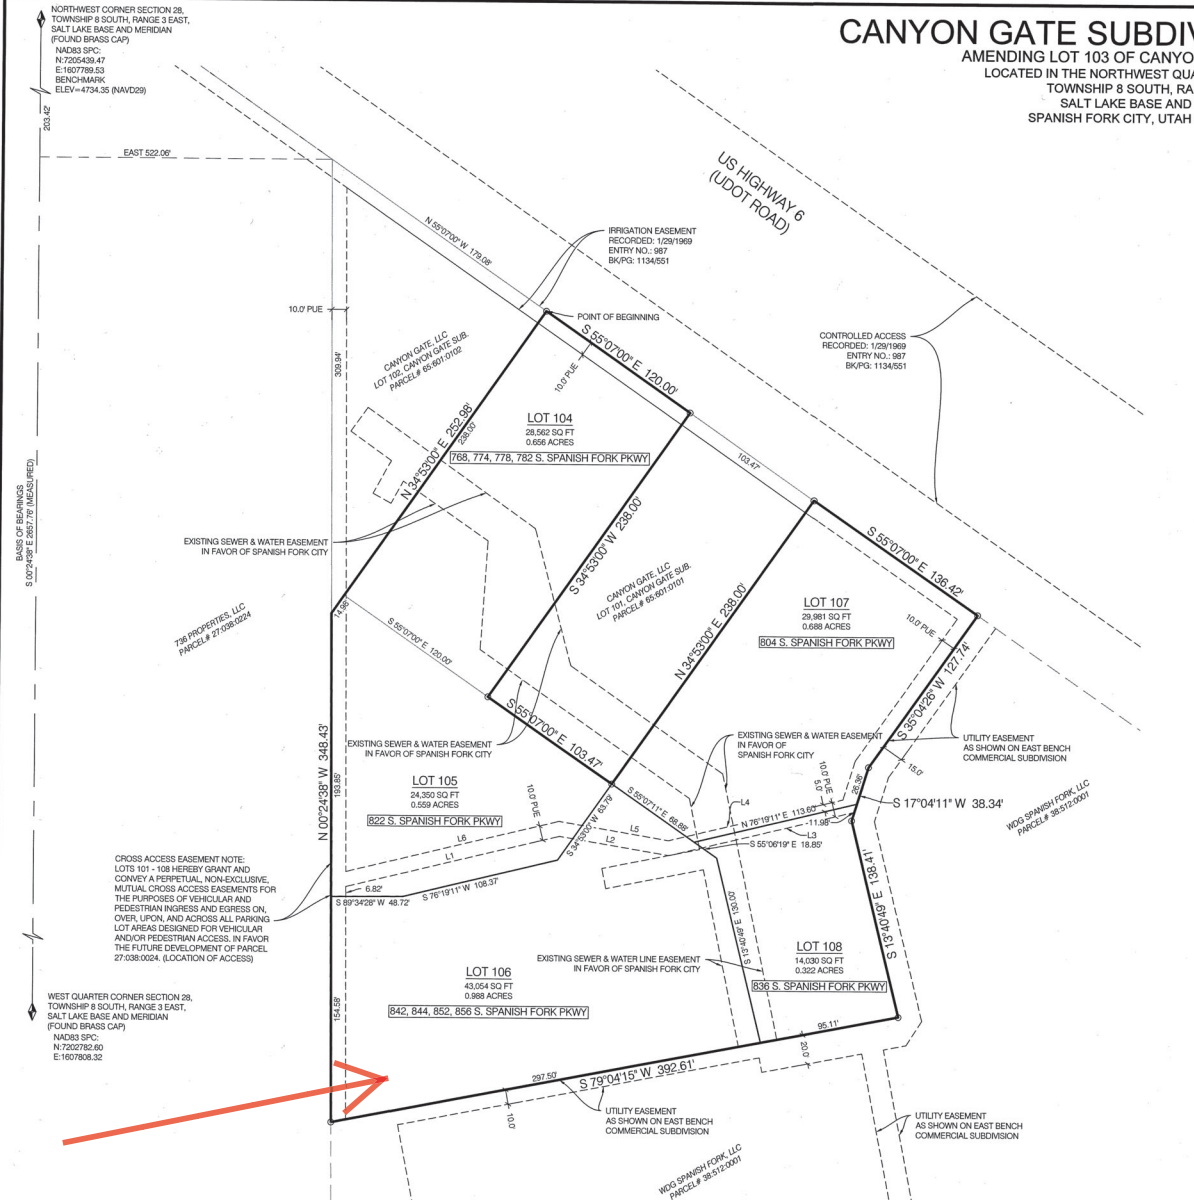 NORTHWEST CORNER SECTION 28,
TOWNSHIP 8 SOUTH, RANGE 3 EAST,
SALT LAKE BASE AND MERIDIAN
(FOUND BRASS CAP)
NAD83 SPC:
N:7205439.47
E:1607789.53
BENCHMARK
ELEV=4734.35 (NAVD29)
203.42'
EAST 522.06'
CANYON GATE SUBDIV
AMENDING LOT 103 OF CANYO
LOCATED IN THE NORTHWEST QUA
TOWNSHIP 8 SOUTH, RA
SALT LAKE BASE AND
SPANISH FORK CITY, UTAH
US HIGHWAY 6
(UDOT ROAD)
N 55°07'00" W 179.08'
IRRIGATION EASEMENT
RECORDED: 1/29/1969
ENTRY NO.: 987
BK/PG: 1134/551
10.0' PUE
POINT OF BEGINNING
S 55°07'00" E 120.00'
CONTROLLED ACCESS
RECORDED: 1/29/1969
ENTRY NO.: 987
BK/PG: 1134/551
CANYON GATE, LLC
LOT 102, CANYON GATE SUB.
PARCEL# 65:601:0102
309.94'
10.0' PUE
N 34°53'00" E 252.98'
238.00'
LOT 104
28,562 SQ FT
0.656 ACRES
768, 774, 778, 782 S. SPANISH FORK PKWY
103.47'
BASIS OF BEARINGS
S 00°24'38" E 2657.76' (MEASURED)
EXISTING SEWER & WATER EASEMENT
IN FAVOR OF SPANISH FORK CITY
S 34°53'00" W 238.00'
S 55°07'00" E 136.42'
CANYON GATE, LLC
LOT 101, CANYON GATE SUB.
PARCEL# 65:601:0101
N 34°53'00" E 238.00'
LOT 107
29,981 SQ FT
0.688 ACRES
804 S. SPANISH FORK PKWY
10.0' PUE
14.98'
736 PROPERTIES, LLC
PARCEL# 27:038:0224
S 55°07'00" E 120.00'
S 35°04'26" W 127.74'
S 55°07'00" E 103.47'
EXISTING SEWER & WATER EASEMENT
IN FAVOR OF SPANISH FORK CITY
EXISTING SEWER & WATER EASEMENT
IN FAVOR OF
SPANISH FORK CITY
UTILITY EASEMENT
AS SHOWN ON EAST BENCH
COMMERCIAL SUBDIVISION
15.0'
N 00°24'38" W 348.43'
193.85'
LOT 105
24,350 SQ FT
0.559 ACRES
822 S. SPANISH FORK PKWY
10.0' PUE
S 34°53'00" W 63.79'
S 55°07'11" E 68.88'
L4
10.0' PUE
5.0'
26.36'
S 17°04'11" W 38.34'
N 76°19'11" E 113.60'
11.98'
L3
S 55°06'19" E 18.85'
WDG SPANISH FORK, LLC
PARCEL# 38:512:0001
L6
L1
L5
L2
CROSS ACCESS EASEMENT NOTE:
LOTS 101 - 108 HEREBY GRANT AND
CONVEY A PERPETUAL, NON-EXCLUSIVE,
MUTUAL CROSS ACCESS EASEMENTS FOR
THE PURPOSES OF VEHICULAR AND
PEDESTRIAN INGRESS AND EGRESS ON,
OVER, UPON, AND ACROSS ALL PARKING
LOT AREAS DESIGNED FOR VEHICULAR
AND/OR PEDESTRIAN ACCESS. IN FAVOR
THE FUTURE DEVELOPMENT OF PARCEL
27:038:0024. (LOCATION OF ACCESS)
6.82'
S 89°34'28" W 48.72'
S 76°19'11" W 108.37'
S 13°40'49" E 130.00'
S 13°40'49" E 138.41'
LOT 108
14,030 SQ FT
0.322 ACRES
836 S. SPANISH FORK PKWY
EXISTING SEWER & WATER LINE EASEMENT
IN FAVOR OF SPANISH FORK CITY
LOT 106
43,054 SQ FT
0.988 ACRES
842, 844, 852, 856 S. SPANISH FORK PKWY
WEST QUARTER CORNER SECTION 28,
TOWNSHIP 8 SOUTH, RANGE 3 EAST,
SALT LAKE BASE AND MERIDIAN
(FOUND BRASS CAP)
NAD83 SPC:
N:7202782.60
E:1607808.32
154.58'
95.11'
20.0'
297.50'
S 79°04'15" W 392.61'
10.0'
UTILITY EASEMENT
AS SHOWN ON EAST BENCH
COMMERCIAL SUBDIVISION
UTILITY EASEMENT
AS SHOWN ON EAST BENCH
COMMERCIAL SUBDIVISION
WDG SPANISH FORK, LLC
PARCEL# 38:512:0001